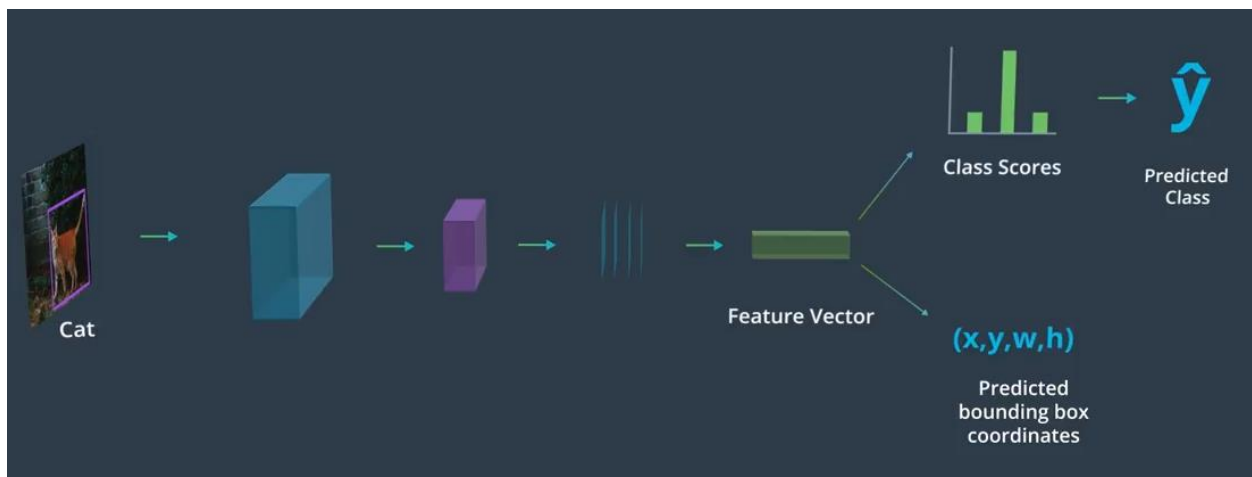 Cat
Feature Vector
Class Scores
ŷ
Predicted
Class
(x,y,w,h)
Predicted
bounding box
coordinates